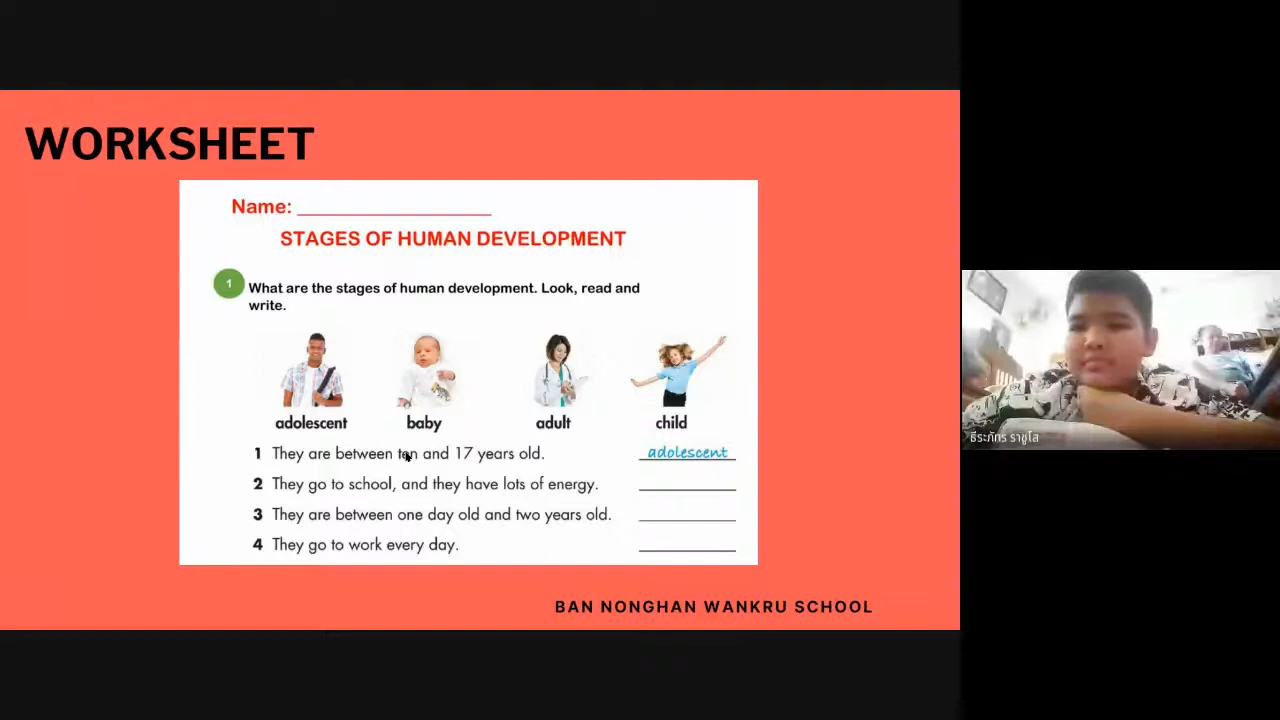 WORKSHEET
Name: ____________________
STAGES OF HUMAN DEVELOPMENT
1 What are the stages of human development. Look, read and
write.
adolescent baby adult child
1 They are between ten and 17 years old. adolescent
2 They go to school, and they have lots of energy. __________
3 They are between one day old and two years old. __________
4 They go to work every day. __________
BAN NONGHAN WANKRU SCHOOL
ธีระภัทร ราชูโส